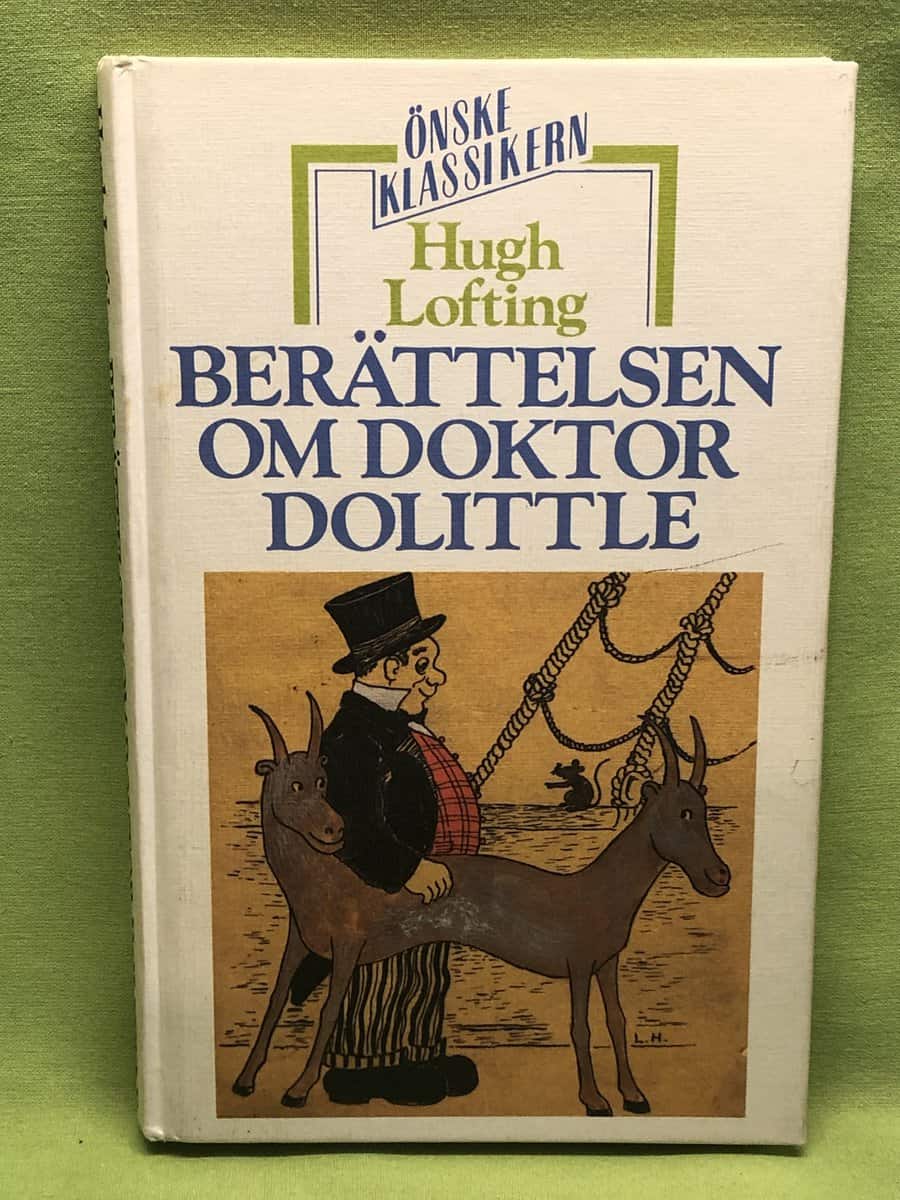 ÖNSKE
KLASSIKERN
Hugh
Lofting
BERÄTTELSEN
OM DOKTOR
DOLITTLE
L.H.